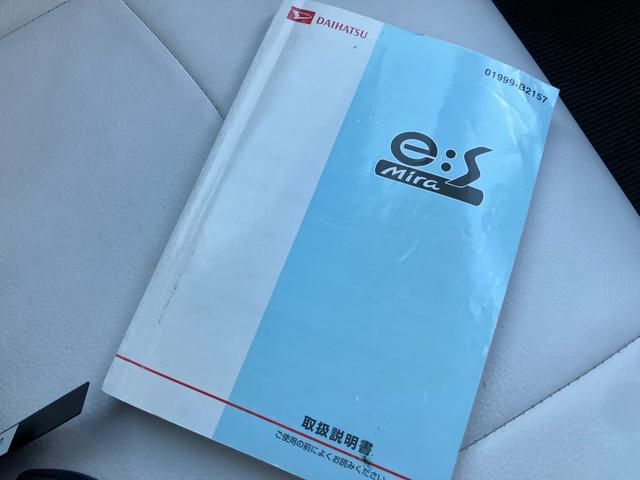 DAIHATSU
01999-B2157
e:S
Mira
取扱説明書
ご使用の前によくお読みください